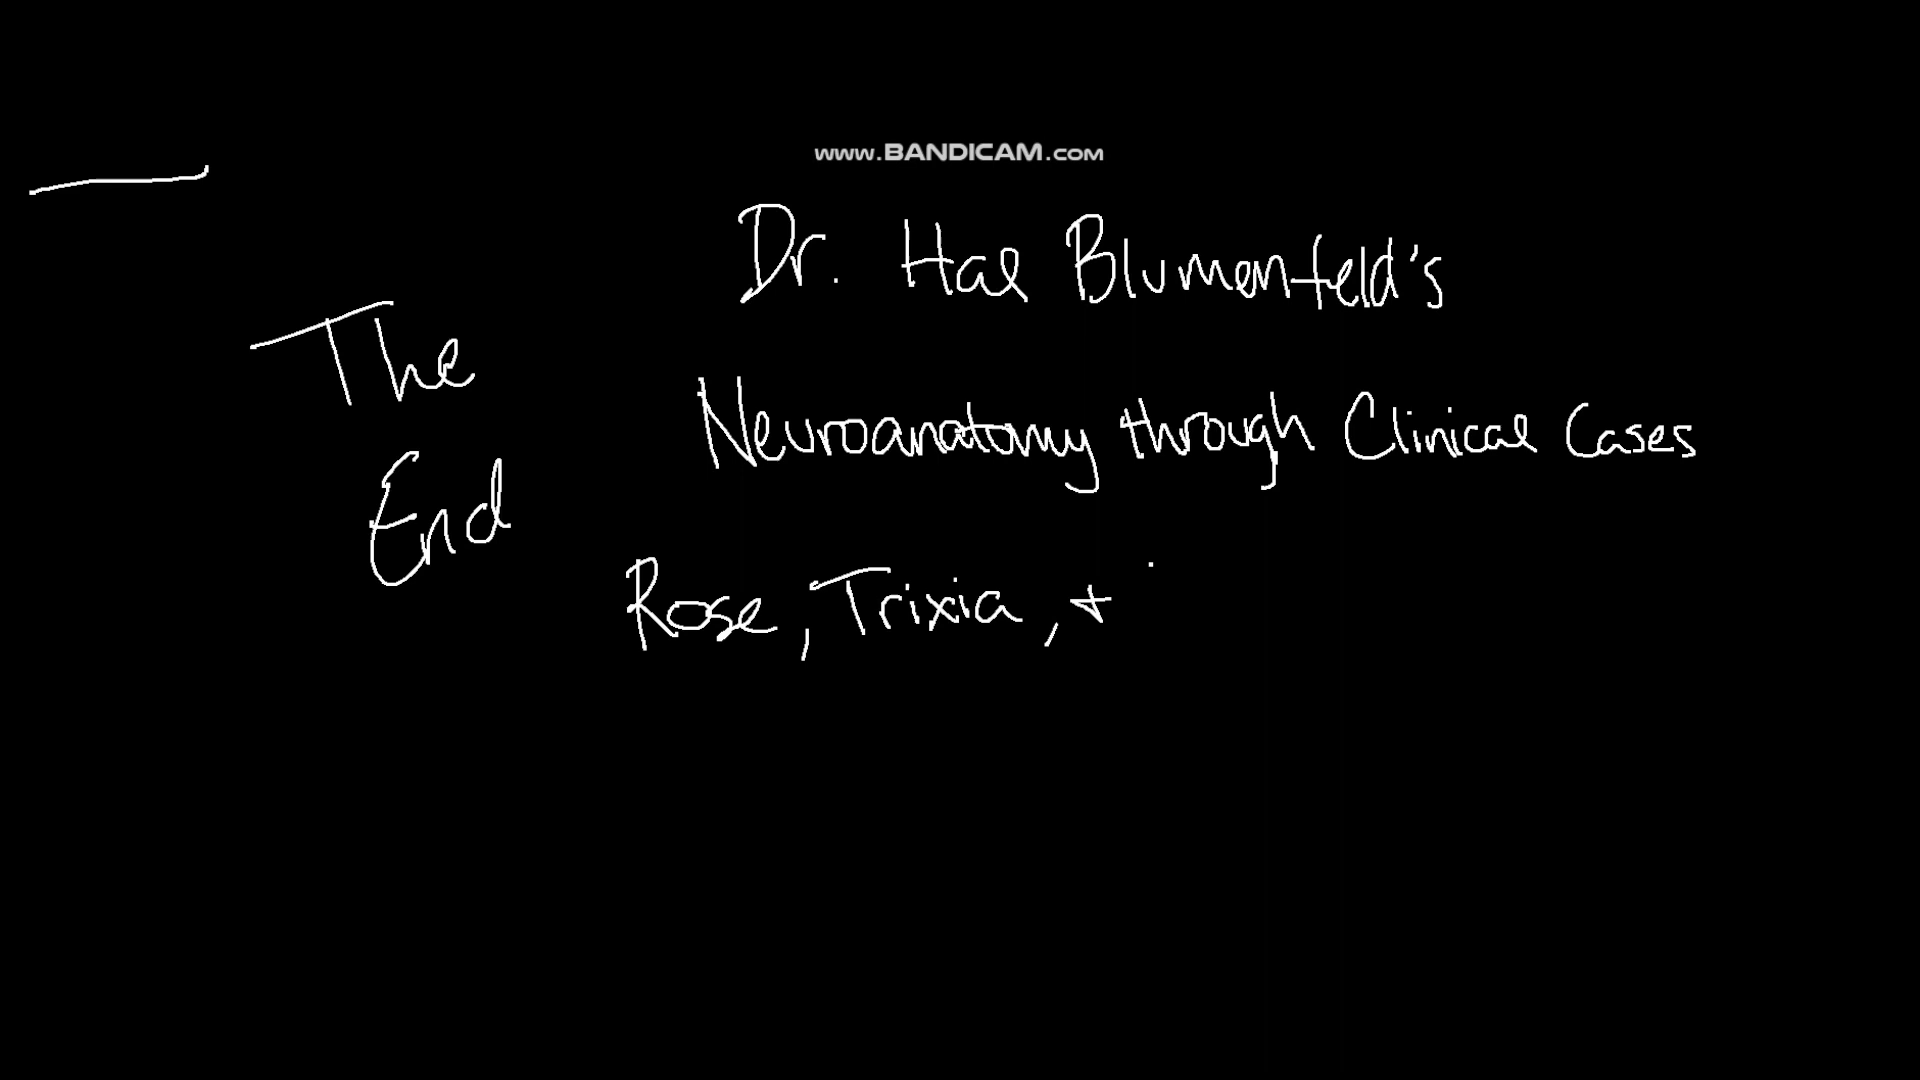 www.BANDICAM.com
Dr. Hal Blumenfeld's
The
Neuroanatomy through Clinical Cases
End
Rose, Trixia, +